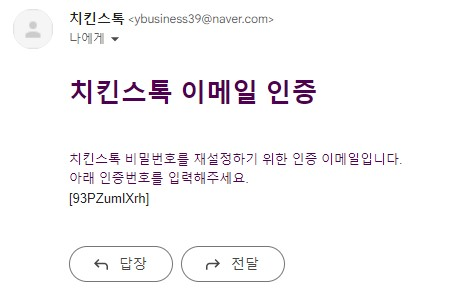 치킨스톡 <ybusiness39@naver.com>
나에게
치킨스톡 이메일 인증
치킨스톡 비밀번호를 재설정하기 위한 인증 이메일입니다.
아래 인증번호를 입력해주세요.
[93PZumIXrh]
답장 전달